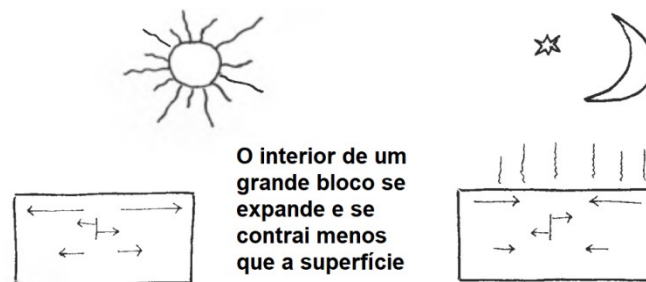 O interior de um
grande bloco se
expande e se
contrai menos
que a superfície